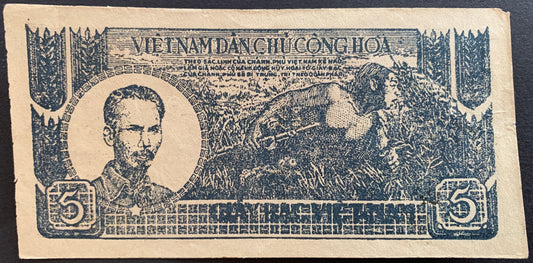 VIỆT NAM DÂN CHỦ CỘNG HÒA
THEO SẮC LỆNH CỦA CHÁNH PHỦ VIỆT NAM KẺ NÀO
LÀM GIẢ HOẶC CÓ HÀNH ĐỘNG HỦY HOẠI TỜ GIẤY BẠC
CỦA CHÁNH PHỦ SẼ BỊ TRỪNG TRỊ THEO QUÂN PHÁP
5
GIẤY BẠC VIỆT NAM
5